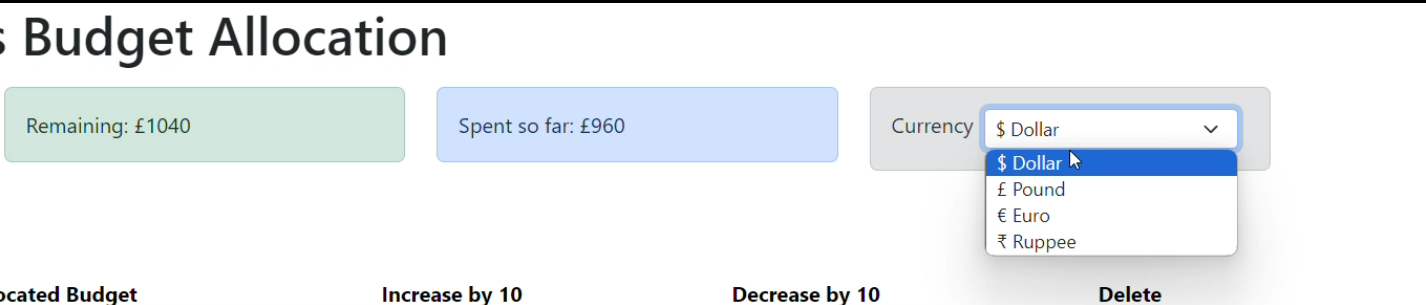 Budget Allocation
Remaining: £1040
Spent so far: £960
Currency
$ Dollar
$ Dollar
£ Pound
€ Euro
₹ Ruppee
Budget
Increase by 10
Decrease by 10
Delete